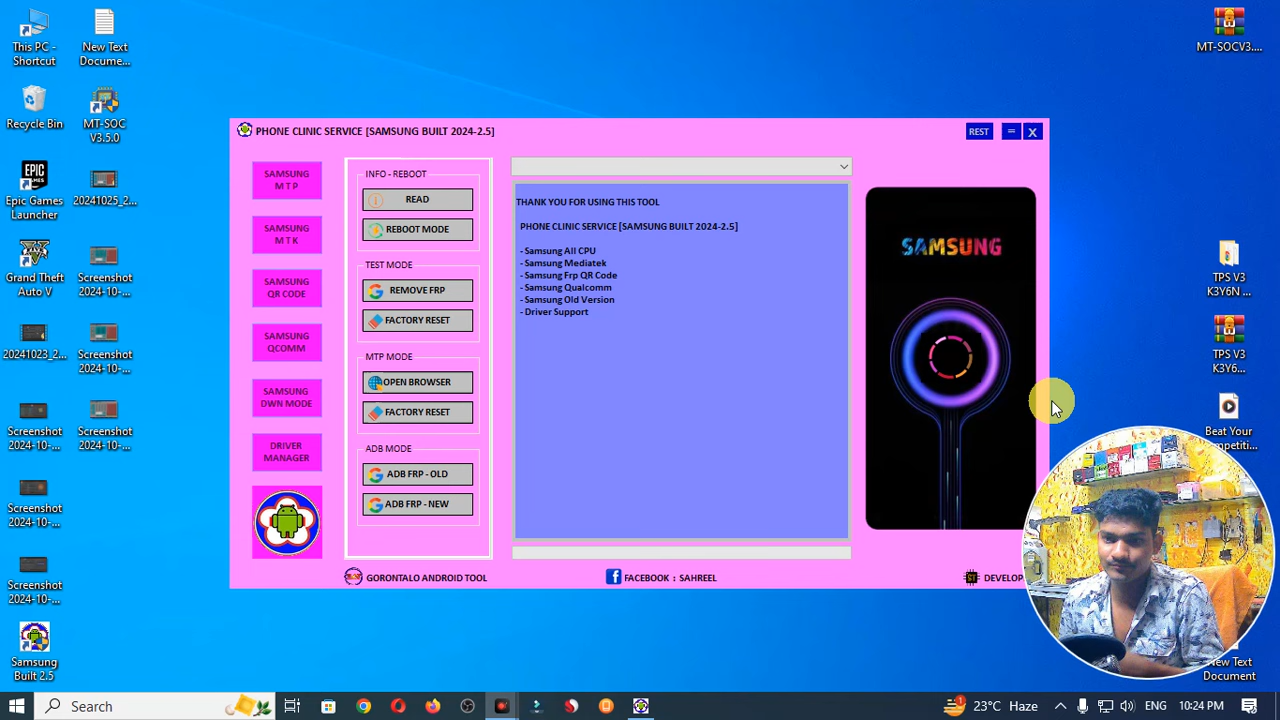 This PC - Shortcut
New Text Docume...
MT-SOCV3....
Recycle Bin
MT-SOC V3.5.0
Epic Games Launcher
20241025_2...
Grand Theft Auto V
Screenshot 2024-10-...
20241023_2...
Screenshot 2024-10-...
Screenshot 2024-10-...
Screenshot 2024-10-...
Screenshot 2024-10-...
Screenshot 2024-10-...
Samsung Built 2.5
PHONE CLINIC SERVICE [SAMSUNG BUILT 2024-2.5]
REST
=
X
SAMSUNG
M T P
SAMSUNG
M T K
SAMSUNG
QR CODE
SAMSUNG
QCOMM
SAMSUNG
DWN MODE
DRIVER
MANAGER
INFO - REBOOT
READ
REBOOT MODE
TEST MODE
REMOVE FRP
FACTORY RESET
MTP MODE
OPEN BROWSER
FACTORY RESET
ADB MODE
ADB FRP - OLD
ADB FRP - NEW
THANK YOU FOR USING THIS TOOL
PHONE CLINIC SERVICE [SAMSUNG BUILT 2024-2.5]
- Samsung All CPU
- Samsung Mediatek
- Samsung Frp QR Code
- Samsung Qualcomm
- Samsung Old Version
- Driver Support
SAMSUNG
GORONTALO ANDROID TOOL
FACEBOOK : SAHREEL
DEVELOP
TPS V3 K3Y6N ...
TPS V3 K3Y6...
Beat Your Competiti...
New Text Document
Search
1
23°C Haze
ENG
10:24 PM